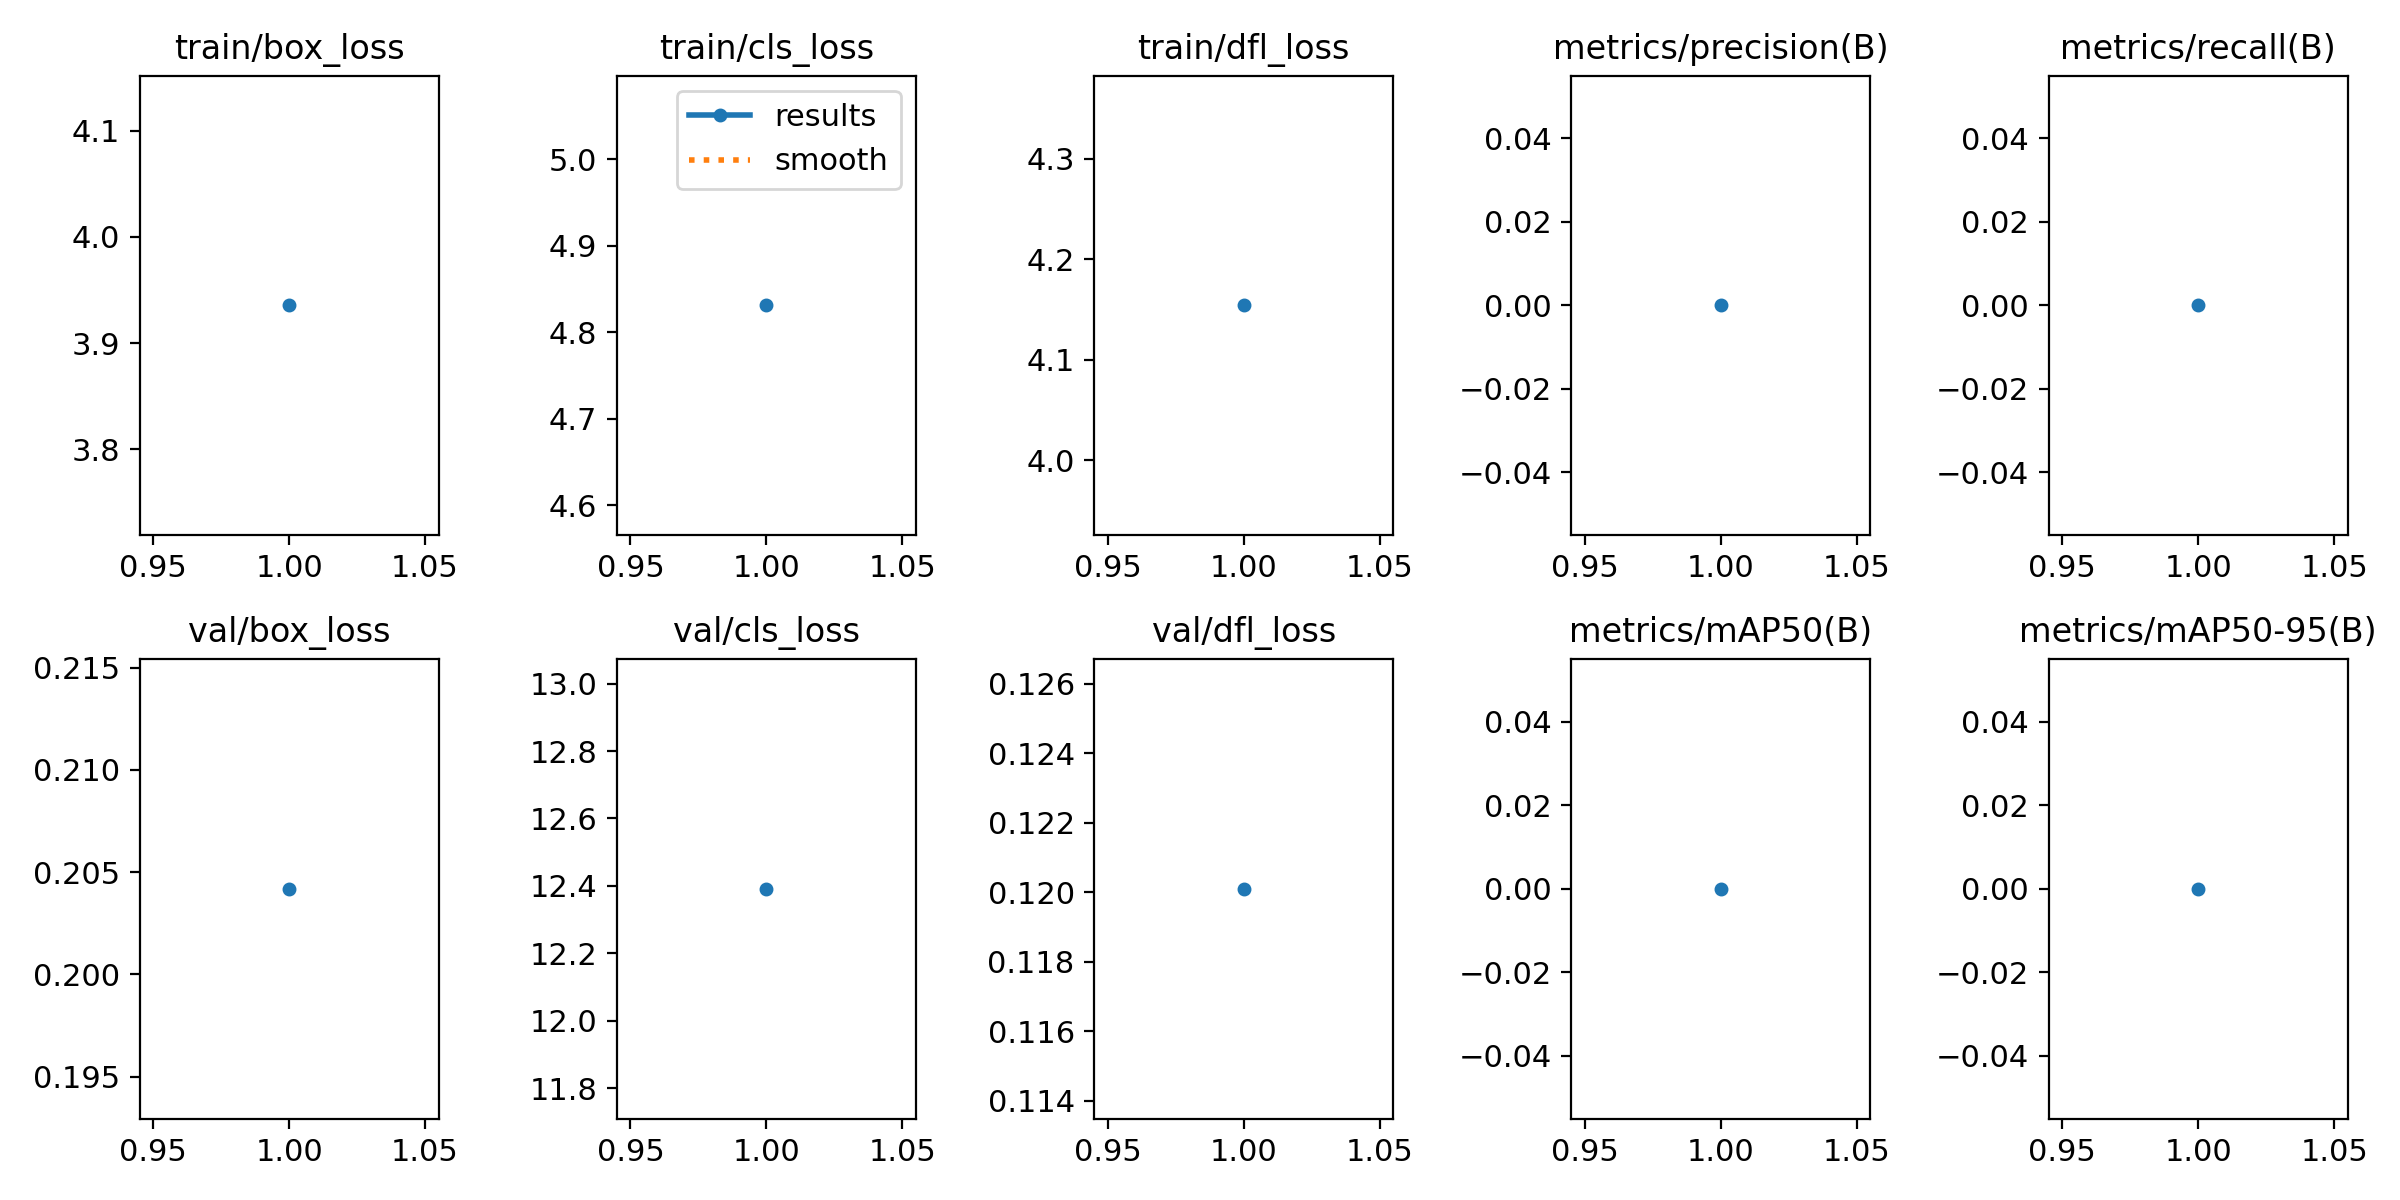 train/box_loss
4.1
4.0
3.9
3.8
0.95 1.00 1.05
train/cls_loss
results
smooth
5.0
4.9
4.8
4.7
4.6
0.95 1.00 1.05
train/dfl_loss
4.3
4.2
4.1
4.0
0.95 1.00 1.05
metrics/precision(B)
0.04
0.02
0.00
−0.02
−0.04
0.95 1.00 1.05
metrics/recall(B)
0.04
0.02
0.00
−0.02
−0.04
0.95 1.00 1.05
val/box_loss
0.215
0.210
0.205
0.200
0.195
0.95 1.00 1.05
val/cls_loss
13.0
12.8
12.6
12.4
12.2
12.0
11.8
0.95 1.00 1.05
val/dfl_loss
0.126
0.124
0.122
0.120
0.118
0.116
0.114
0.95 1.00 1.05
metrics/mAP50(B)
0.04
0.02
0.00
−0.02
−0.04
0.95 1.00 1.05
metrics/mAP50-95(B)
0.04
0.02
0.00
−0.02
−0.04
0.95 1.00 1.05